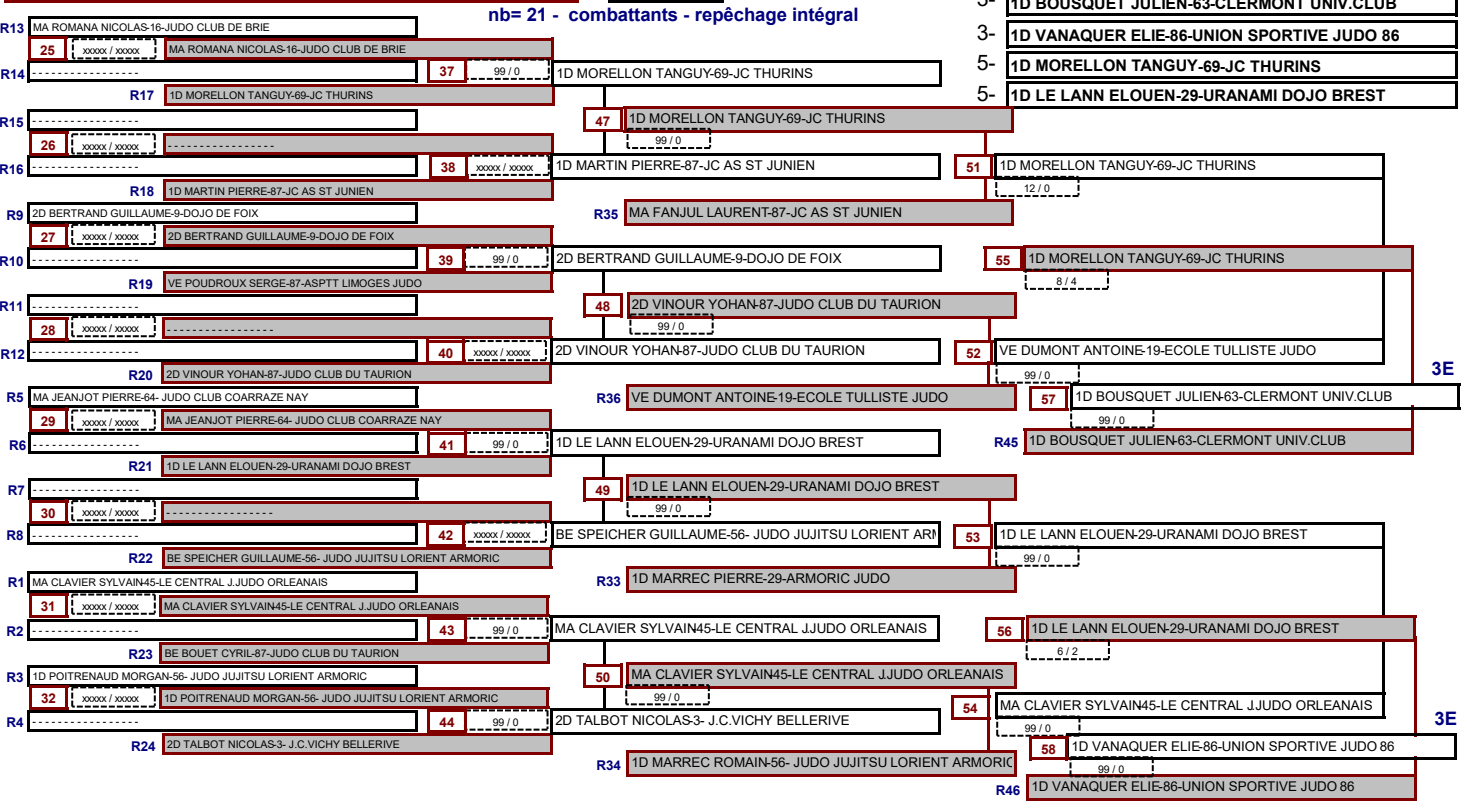 nb= 21 - combattants - repêchage intégral
3- 1D BOUSQUET JULIEN-63-CLERMONT UNIV.CLUB
3- 1D VANAQUER ELIE-86-UNION SPORTIVE JUDO 86
5- 1D MORELLON TANGUY-69-JC THURINS
5- 1D LE LANN ELOUEN-29-URANAMI DOJO BREST
R13 MA ROMANA NICOLAS-16-JUDO CLUB DE BRIE
25 xxxxx / xxxxx MA ROMANA NICOLAS-16-JUDO CLUB DE BRIE
R14 - - - - - - - - - - - - - - - - 37 99 / 0 1D MORELLON TANGUY-69-JC THURINS
R17 1D MORELLON TANGUY-69-JC THURINS
R15 - - - - - - - - - - - - - - - - 47 1D MORELLON TANGUY-69-JC THURINS
99 / 0
26 xxxxx / xxxxx - - - - - - - - - - - - - - - -
R16 - - - - - - - - - - - - - - - - 38 xxxxx / xxxxx 1D MARTIN PIERRE-87-JC AS ST JUNIEN 51 1D MORELLON TANGUY-69-JC THURINS
12 / 0
R18 1D MARTIN PIERRE-87-JC AS ST JUNIEN
R9 2D BERTRAND GUILLAUME-9-DOJO DE FOIX R35 MA FANJUL LAURENT-87-JC AS ST JUNIEN
27 xxxxx / xxxxx 2D BERTRAND GUILLAUME-9-DOJO DE FOIX
R10 - - - - - - - - - - - - - - - - 39 99 / 0 2D BERTRAND GUILLAUME-9-DOJO DE FOIX 55 1D MORELLON TANGUY-69-JC THURINS
8 / 4
R19 VE POUDROUX SERGE-87-ASPTT LIMOGES JUDO
R11 - - - - - - - - - - - - - - - - 48 2D VINOUR YOHAN-87-JUDO CLUB DU TAURION
99 / 0
28 xxxxx / xxxxx - - - - - - - - - - - - - - - -
R12 - - - - - - - - - - - - - - - - 40 xxxxx / xxxxx 2D VINOUR YOHAN-87-JUDO CLUB DU TAURION 52 VE DUMONT ANTOINE-19-ECOLE TULLISTE JUDO
99 / 0 3E
R20 2D VINOUR YOHAN-87-JUDO CLUB DU TAURION
R5 MA JEANJOT PIERRE-64- JUDO CLUB COARRAZE NAY R36 VE DUMONT ANTOINE-19-ECOLE TULLISTE JUDO 57 1D BOUSQUET JULIEN-63-CLERMONT UNIV.CLUB
29 xxxxx / xxxxx MA JEANJOT PIERRE-64- JUDO CLUB COARRAZE NAY 99 / 0
R6 - - - - - - - - - - - - - - - - 41 99 / 0 1D LE LANN ELOUEN-29-URANAMI DOJO BREST R45 1D BOUSQUET JULIEN-63-CLERMONT UNIV.CLUB
R21 1D LE LANN ELOUEN-29-URANAMI DOJO BREST
R7 - - - - - - - - - - - - - - - - 49 1D LE LANN ELOUEN-29-URANAMI DOJO BREST
99 / 0
30 xxxxx / xxxxx - - - - - - - - - - - - - - - -
R8 - - - - - - - - - - - - - - - - 42 xxxxx / xxxxx BE SPEICHER GUILLAUME-56- JUDO JUJITSU LORIENT ARM 53 1D LE LANN ELOUEN-29-URANAMI DOJO BREST
99 / 0
R22 BE SPEICHER GUILLAUME-56- JUDO JUJITSU LORIENT ARMORIC
R1 MA CLAVIER SYLVAIN-45-LE CENTRAL J.JUDO ORLEANAIS R33 1D MARREC PIERRE-29-ARMORIC JUDO
31 xxxxx / xxxxx MA CLAVIER SYLVAIN-45-LE CENTRAL J.JUDO ORLEANAIS
R2 - - - - - - - - - - - - - - - - 43 99 / 0 MA CLAVIER SYLVAIN-45-LE CENTRAL J.JUDO ORLEANAIS 56 1D LE LANN ELOUEN-29-URANAMI DOJO BREST
6 / 2
R23 BE BOUET CYRIL-87-JUDO CLUB DU TAURION
R3 1D POITRENAUD MORGAN-56- JUDO JUJITSU LORIENT ARMORIC 50 MA CLAVIER SYLVAIN-45-LE CENTRAL J.JUDO ORLEANAIS
99 / 0
32 xxxxx / xxxxx 1D POITRENAUD MORGAN-56- JUDO JUJITSU LORIENT ARMORIC 54 MA CLAVIER SYLVAIN-45-LE CENTRAL J.JUDO ORLEANAIS
R4 - - - - - - - - - - - - - - - - 44 99 / 0 2D TALBOT NICOLAS-3- J.C.VICHY BELLERIVE 99 / 0 3E
R24 2D TALBOT NICOLAS-3- J.C.VICHY BELLERIVE 58 1D VANAQUER ELIE-86-UNION SPORTIVE JUDO 86
R34 1D MARREC ROMAIN-56- JUDO JUJITSU LORIENT ARMORIC 99 / 0
R46 1D VANAQUER ELIE-86-UNION SPORTIVE JUDO 86